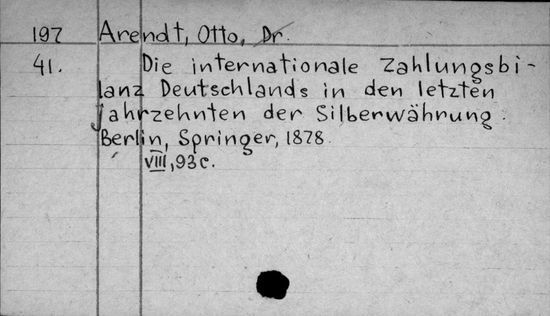 197 Arendt, Otto, Dr.
41. Die internationale Zahlungsbi-
lanz Deutschlands in den letzten
Jahrzehnten der Silberwährung.
Berlin, Springer, 1878.
VIII, 93 c.